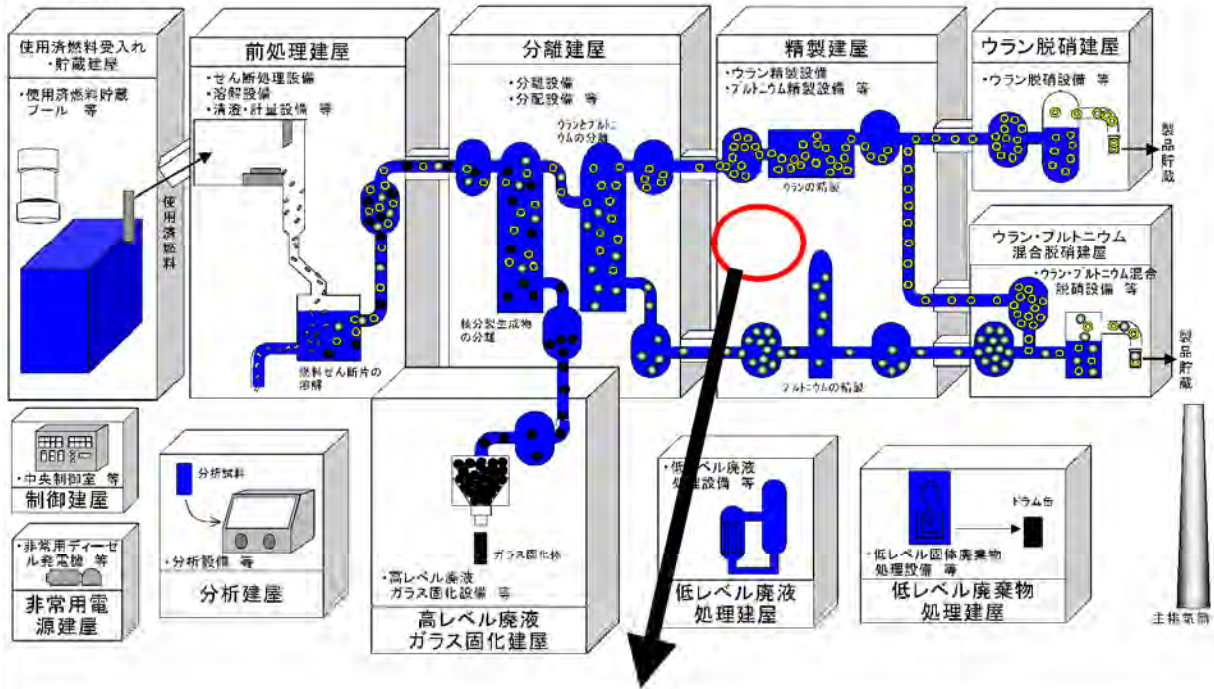 使用済燃料受入れ
・貯蔵建屋
・使用済燃料貯蔵
プール 等
使用済燃料
前処理建屋
・せん断処理設備
・溶解設備
・清澄・計量設備 等
燃料せん断片の
溶解
分離建屋
・分離設備
・分配設備 等
ウランとプルトニ
ウムの分離
核分裂生成物
の分離
精製建屋
・ウラン精製設備
・プルトニウム精製設備 等
ウランの精製
プルトニウムの精製
ウラン脱硝建屋
・ウラン脱硝設備 等
製品貯蔵
ウラン・プルトニウム
混合脱硝建屋
・ウラン・プルトニウム混合
脱硝設備 等
製品貯蔵
・中央制御室 等
制御建屋
・非常用ディーゼ
ル発電機 等
非常用電
源建屋
分析試料
・分析設備 等
分析建屋
ガラス固化体
・高レベル廃液
ガラス固化設備 等
高レベル廃液
ガラス固化建屋
・低レベル廃液
処理設備 等
低レベル廃液
処理建屋
ドラム缶
・低レベル固体廃棄物
処理設備 等
低レベル廃棄物
処理建屋
主排気筒